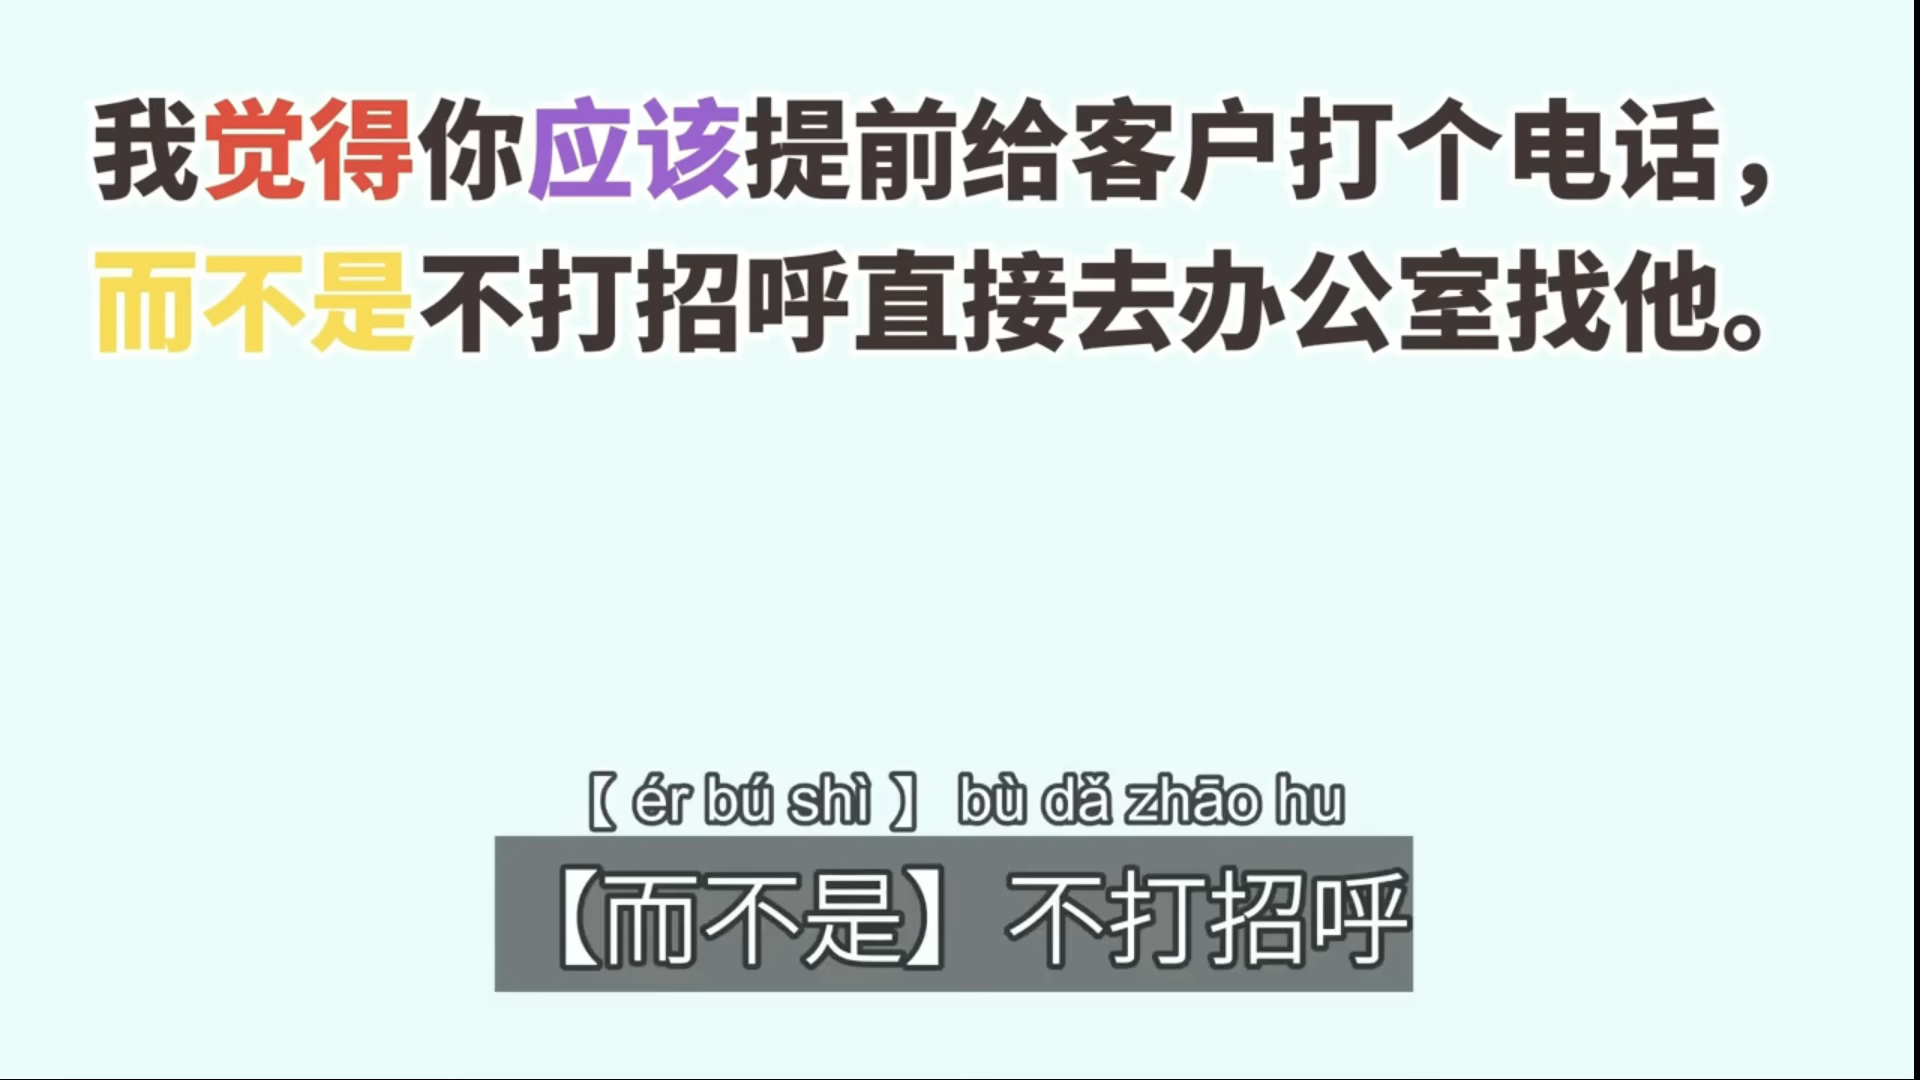 我觉得你应该提前给客户打个电话，
而不是不打招呼直接去办公室找他。
【 ér bú shì 】 bù dǎ zhāo hu
【而不是】 不打招呼